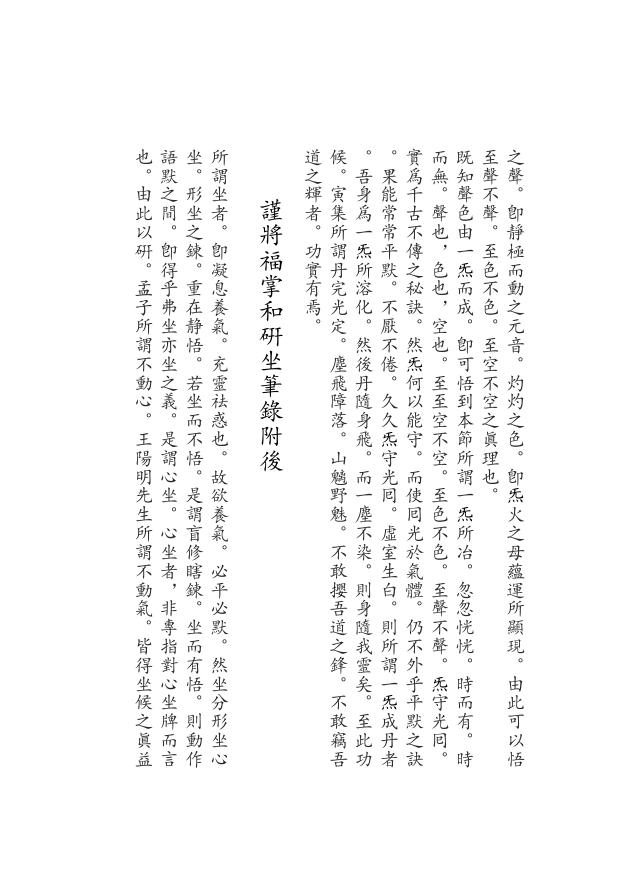 之聲。卽靜極而動之元音。灼灼之色。卽炁火之母蘊運所顯現。由此可以悟
至聲不聲。至色不色。至空不空之眞理也。
既知聲色由一炁而成。卽可悟到本節所謂一炁所冶。忽忽恍恍。時而有。時
而無。聲也，色也，空也。至至空不空。至色不色。至聲不聲。炁守光囘。
實爲千古不傳之秘訣。然炁何以能守。而使囘光於氣體。仍不外乎平默之訣
。果能常常平默。不厭不倦。久久炁守光囘。虛室生白。則所謂一炁成丹者
。吾身爲一炁所溶化。然後丹隨身飛。而一塵不染。則身隨我靈矣。至此功
候。寅集所謂丹完光定。塵飛障落。山魈野魅。不敢攖吾道之鋒。不敢竊吾
道之輝者。功實有焉。
謹將福掌和硏坐筆錄附後
所謂坐者。卽凝息養氣。充靈祛惑也。故欲養氣。必平必默。然坐分形坐心
坐。形坐之鍊。重在静悟。若坐而不悟。是謂盲修瞎鍊。坐而有悟。則動作
語默之間。卽得乎弗坐亦坐之義。是謂心坐。心坐者，非專指對心坐牌而言
也。由此以硏。孟子所謂不動心。王陽明先生所謂不動氣。皆得坐候之眞益